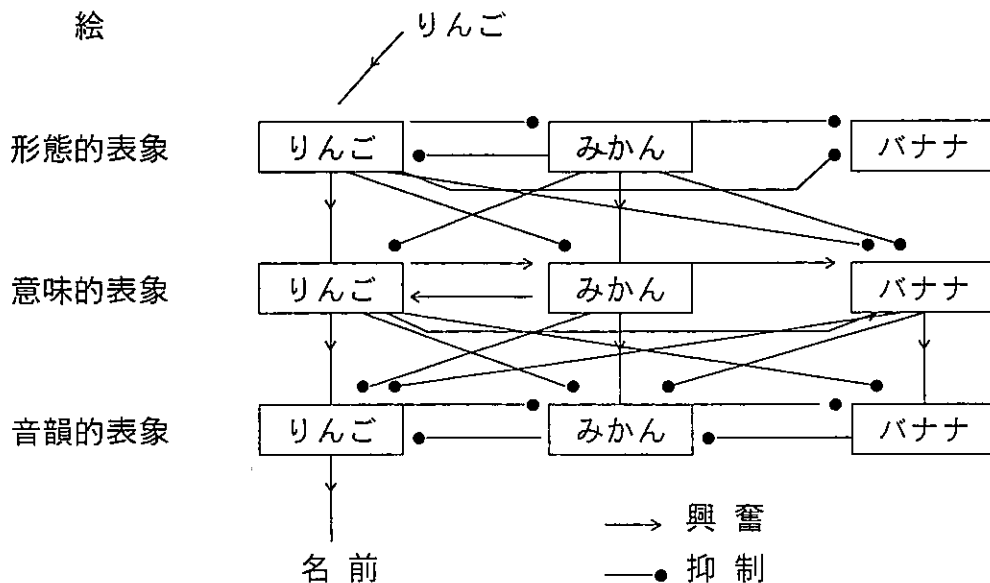 絵 りんご
形態的表象 りんご みかん バナナ
意味的表象 りんご みかん バナナ
音韻的表象 りんご みかん バナナ
興奮
名前 抑制